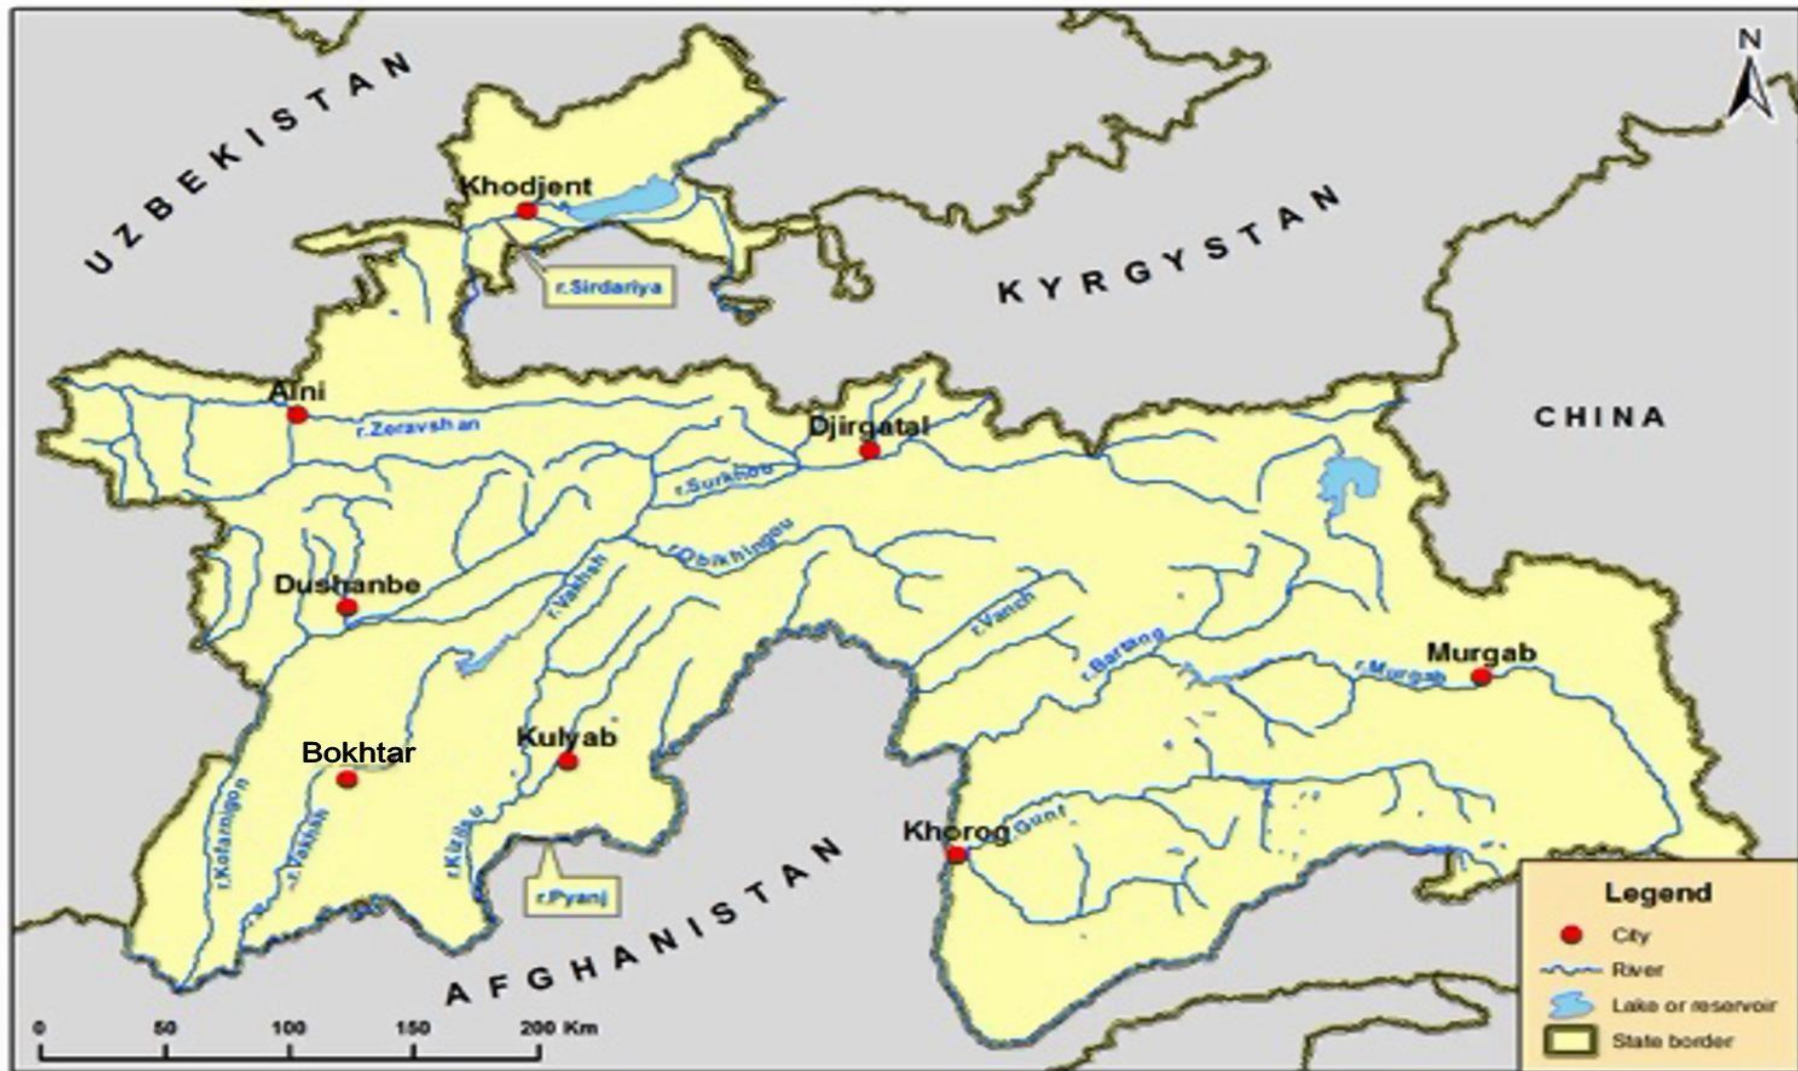 N
UZBEKISTAN
Khodjent
KYRGYSTAN
r.Sirdariya
Aini
r.Zeravshan
Djirgatal
CHINA
r.Surkhou
r.Obikhingou
Dushanbe
r.Vakhsh
r.Vanch
r.Bartang
r.Murgab
Murgab
Bokhtar
Kulyab
r.Kofarnigon
r.Vakhsh
r.Kizilsu
Khorog
r.Gunt
r.Pyanj
AFGHANISTAN
Legend
City
River
Lake or reservoir
State border
0 50 100 150 200 Km